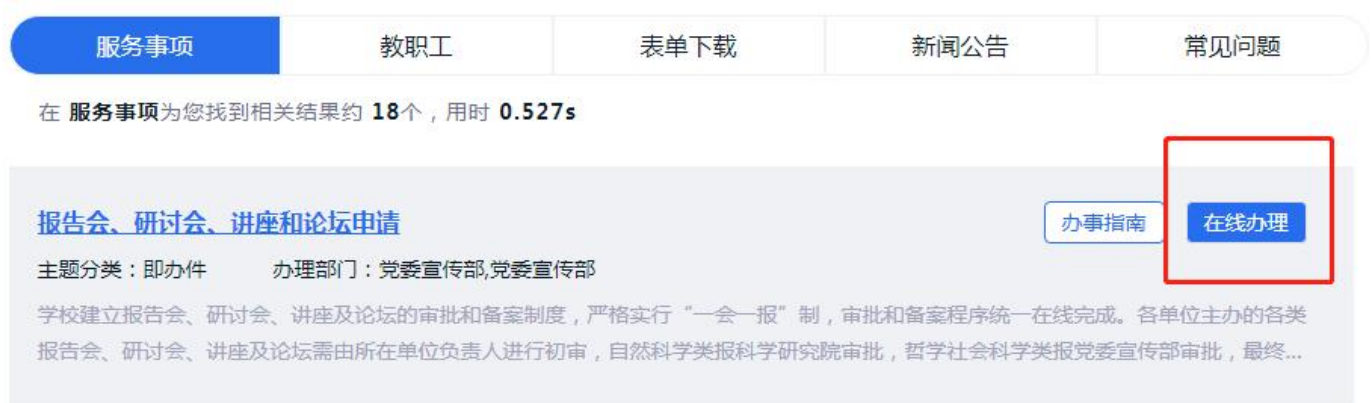 服务事项 教职工 表单下载 新闻公告 常见问题
在 服务事项为您找到相关结果约 18个，用时 0.527s
报告会、研讨会、讲座和论坛申请 办事指南 在线办理
主题分类：即办件 办理部门：党委宣传部,党委宣传部
学校建立报告会、研讨会、讲座及论坛的审批和备案制度，严格实行“一会一报”制，审批和备案程序统一在线完成。各单位主办的各类
报告会、研讨会、讲座及论坛需由所在单位负责人进行初审，自然科学类报科学研究院审批，哲学社会科学类报党委宣传部审批，最终...